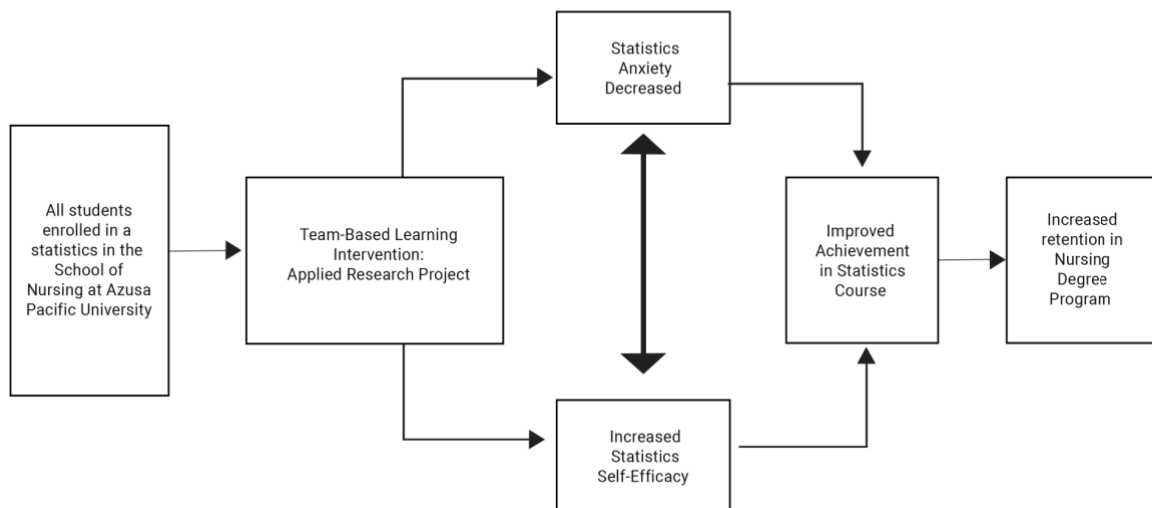 All students
enrolled in a
statistics in the
School of
Nursing at Azusa
Pacific University
Team-Based Learning
Intervention:
Applied Research Project
Statistics
Anxiety
Decreased
Increased
Statistics
Self-Efficacy
Improved
Achievement
in Statistics
Course
Increased
retention in
Nursing
Degree
Program